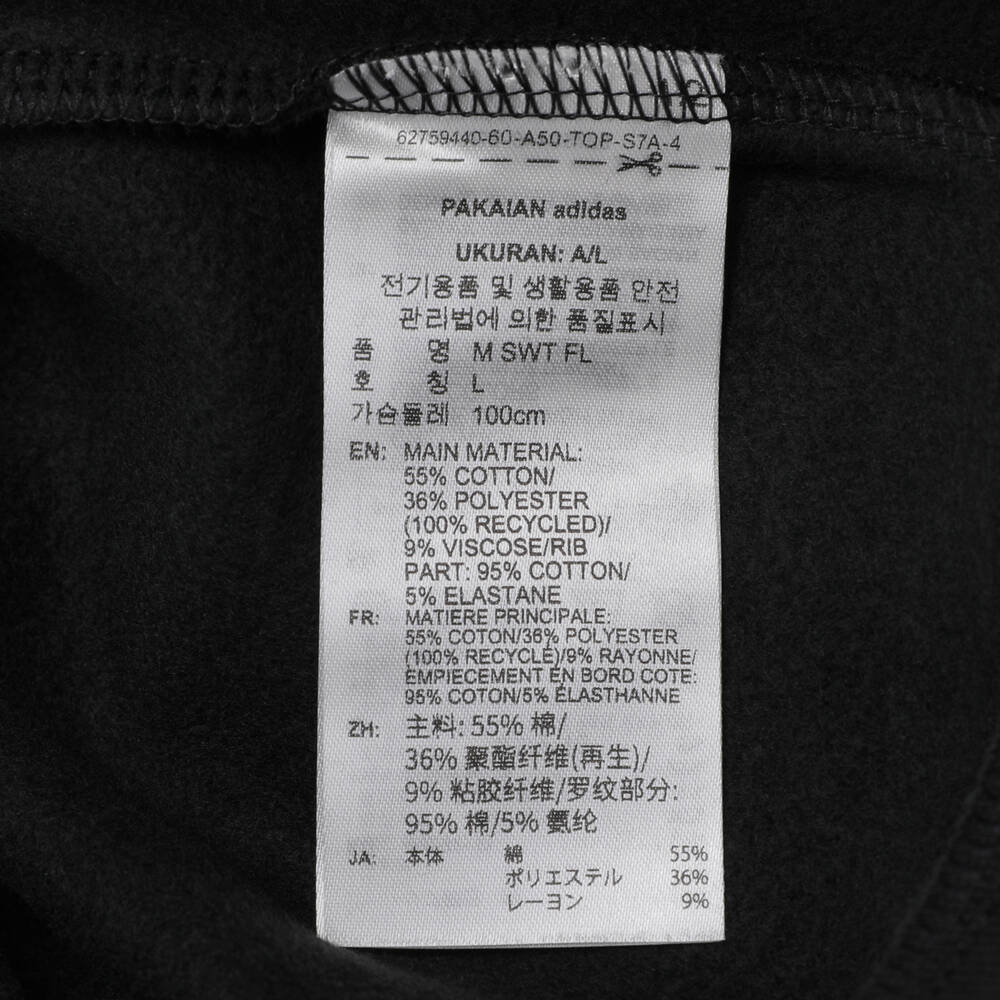 62759440-60-A50-TOP-S7A-4
PAKAIAN adidas
UKURAN: A/L
전기용품 및 생활용품 안전
관리법에 의한 품질표시
품 명 M SWT FL
호 칭 L
가슴둘레 100cm
EN: MAIN MATERIAL:
55% COTTON/
36% POLYESTER
(100% RECYCLED)/
9% VISCOSE/RIB
PART: 95% COTTON/
5% ELASTANE
FR: MATIERE PRINCIPALE:
55% COTON/36% POLYESTER
(100% RECYCLÉ)/9% RAYONNE/
EMPIECEMENT EN BORD COTE:
95% COTON/5% ÉLASTHANNE
ZH: 主料: 55% 棉/
36% 聚酯纤维(再生)/
9% 粘胶纤维/罗纹部分:
95% 棉/5% 氨纶
JA: 本体 綿 55%
ポリエステル 36%
レーヨン 9%